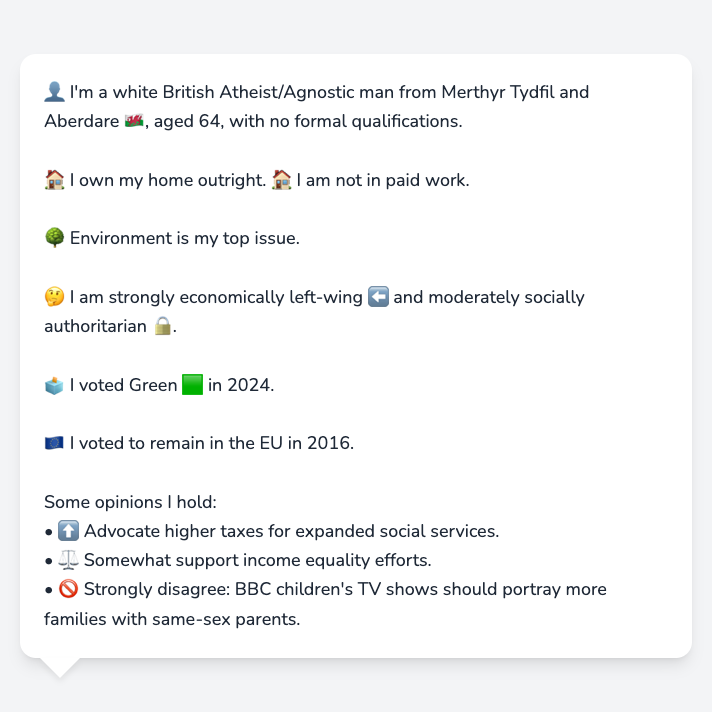 👤 I'm a white British Atheist/Agnostic man from Merthyr Tydfil and
Aberdare 🏴󠁧󠁢󠁷󠁬󠁳󠁿, aged 64, with no formal qualifications.
🏠 I own my home outright. 🏠 I am not in paid work.
🌳 Environment is my top issue.
🤔 I am strongly economically left-wing ⬅️ and moderately socially
authoritarian 🔒.
🗳️ I voted Green 🟩 in 2024.
🇪🇺 I voted to remain in the EU in 2016.
Some opinions I hold:
• ⬆️ Advocate higher taxes for expanded social services.
• ⚖️ Somewhat support income equality efforts.
• 🚫 Strongly disagree: BBC children's TV shows should portray more
families with same-sex parents.